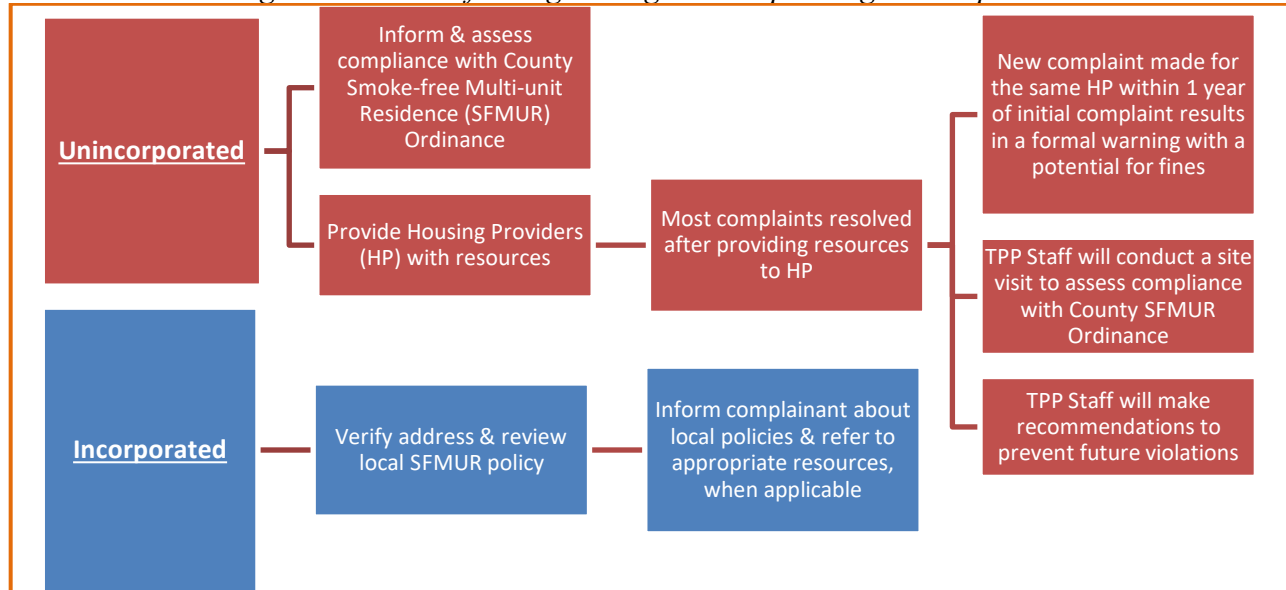 Unincorporated
Inform & assess
compliance with County
Smoke-free Multi-unit
Residence (SFMUR)
Ordinance
Provide Housing Providers
(HP) with resources
Most complaints resolved
after providing resources
to HP
New complaint made for
the same HP within 1 year
of initial complaint results
in a formal warning with a
potential for fines
TPP Staff will conduct a site
visit to assess compliance
with County SFMUR
Ordinance
TPP Staff will make
recommendations to
prevent future violations
Incorporated
Verify address & review
local SFMUR policy
Inform complainant about
local policies & refer to
appropriate resources,
when applicable